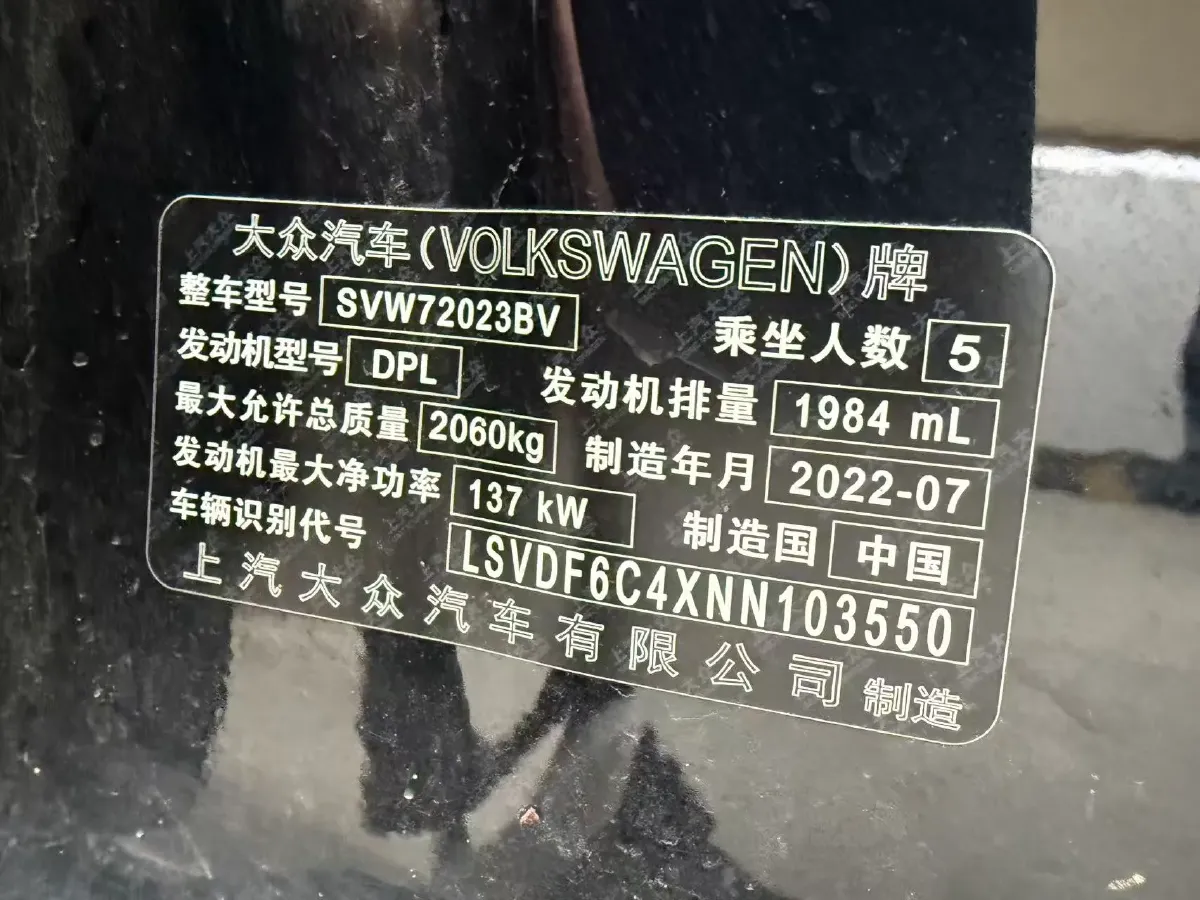 大众汽车(VOLKSWAGEN)牌
整车型号 SVW72023BV 乘坐人数 5
发动机型号 DPL 发动机排量 1984 mL
最大允许总质量 2060kg 制造年月 2022-07
发动机最大净功率 137 kW 制造国 中国
车辆识别代号 LSVDF6C4XNN103550
上汽大众汽车有限公司制造